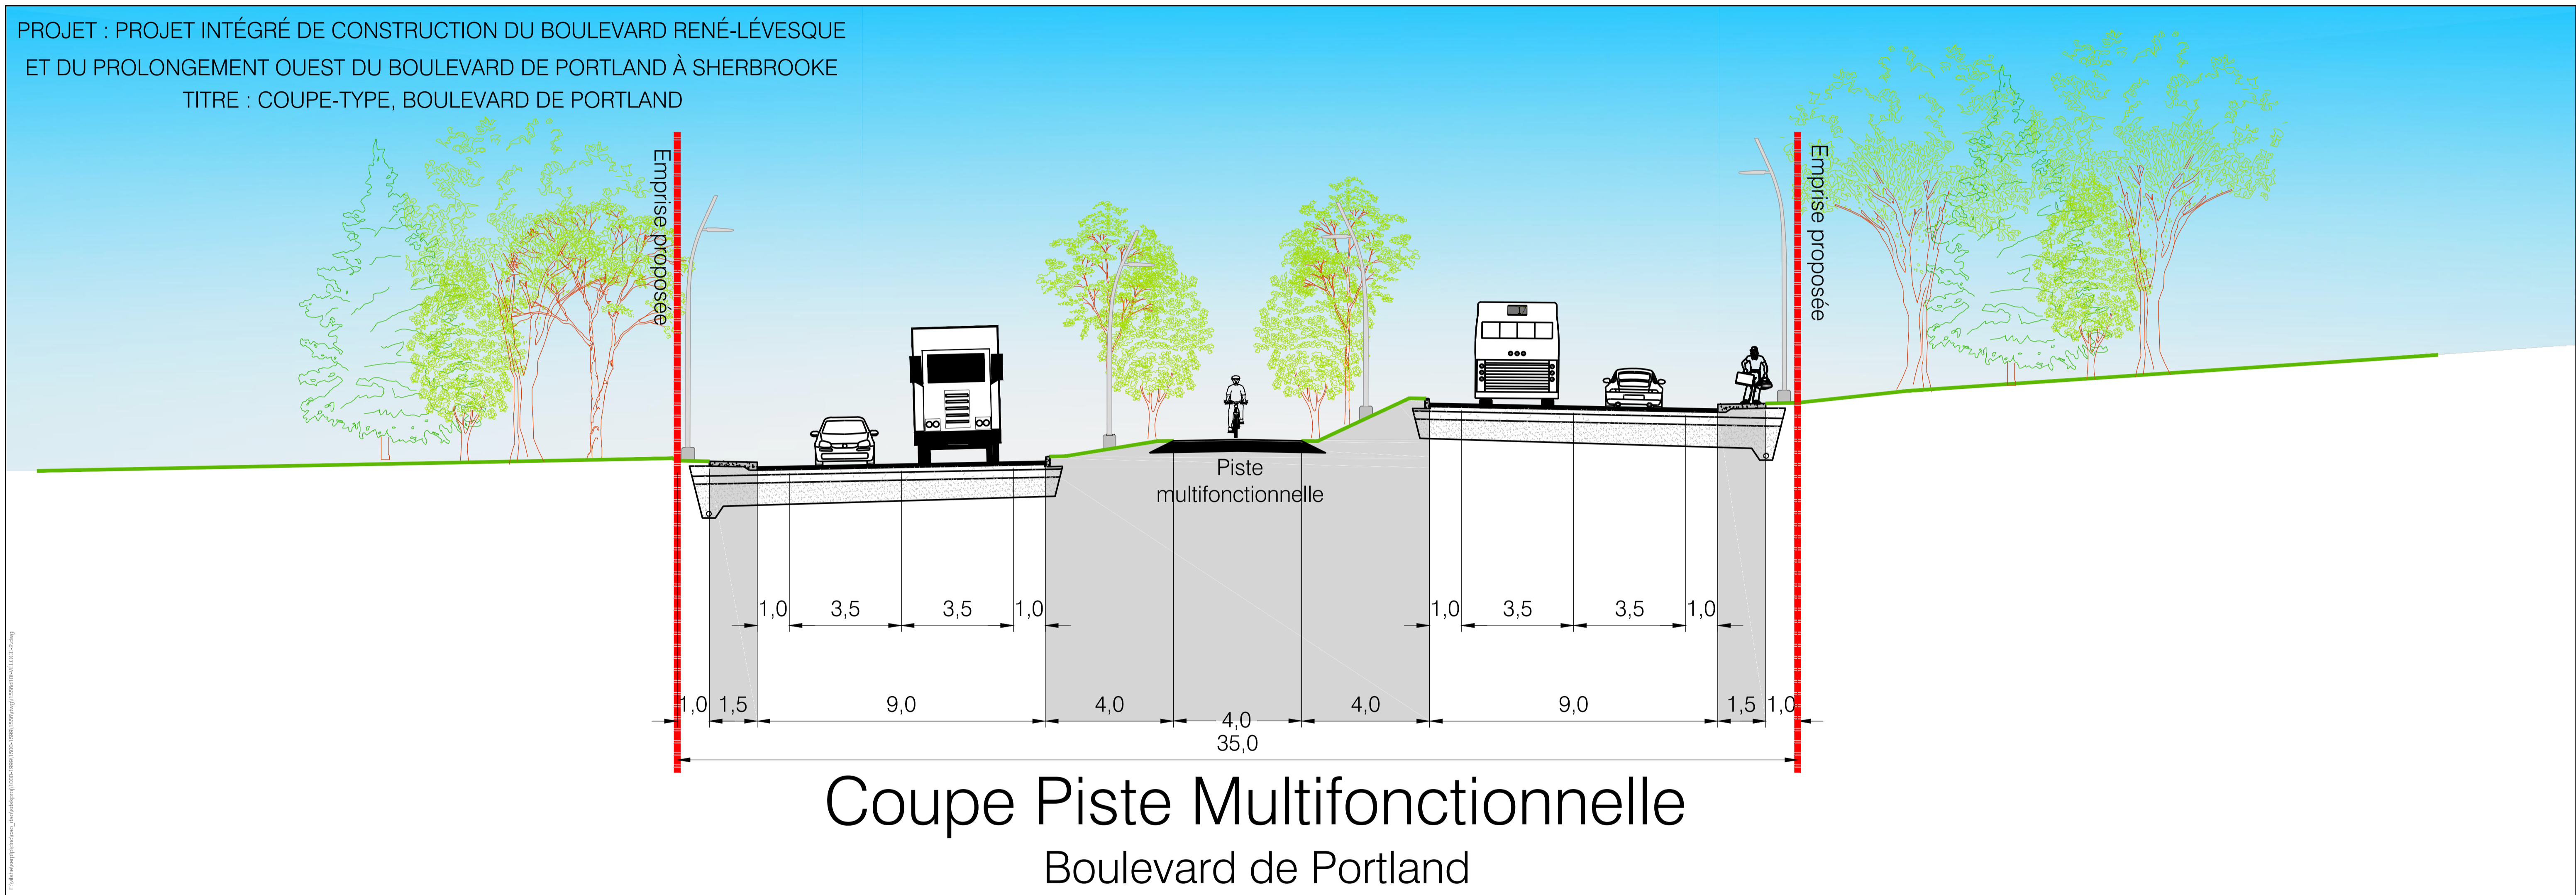 PROJET : PROJET INTÉGRÉ DE CONSTRUCTION DU BOULEVARD RENÉ-LÉVESQUE
ET DU PROLONGEMENT OUEST DU BOULEVARD DE PORTLAND À SHERBROOKE
TITRE : COUPE-TYPE, BOULEVARD DE PORTLAND
Emprise proposée
Emprise proposée
Piste
multifonctionnelle
1,0 3,5 3,5 1,0
1,0 3,5 3,5 1,0
1,0 1,5 9,0 4,0 4,0 4,0 9,0 1,5 1,0
35,0
Coupe Piste Multifonctionnelle
Boulevard de Portland